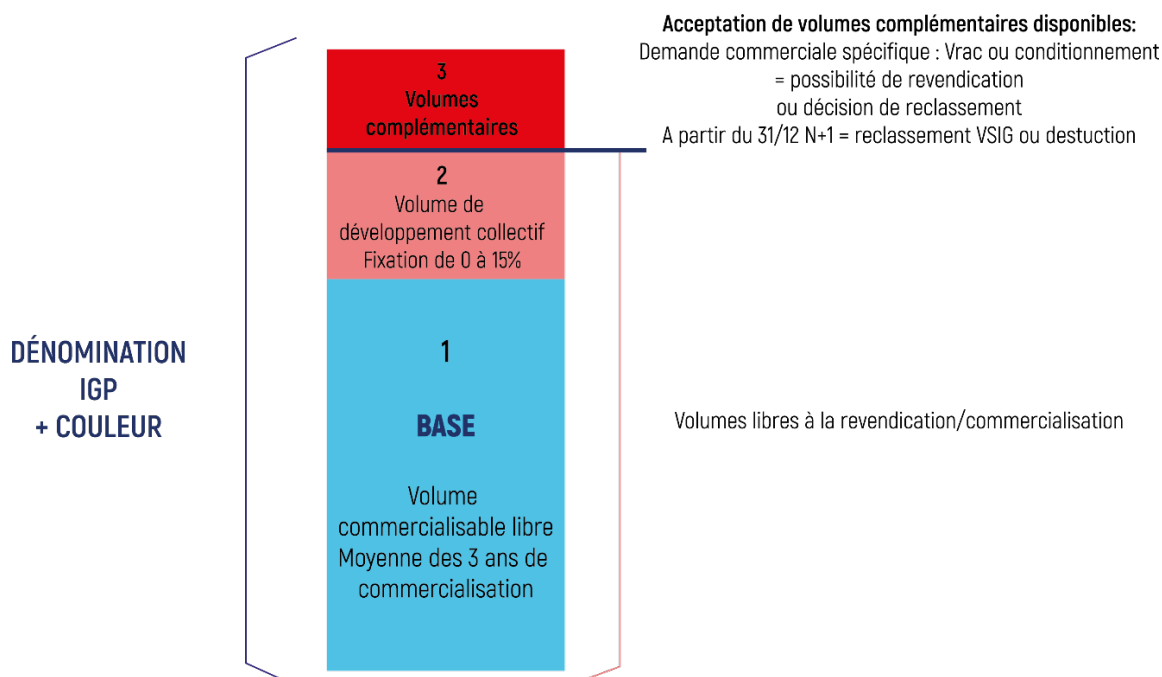 Acceptation de volumes complémentaires disponibles:
Demande commerciale spécifique : Vrac ou conditionnement
= possibilité de revendication
ou décision de reclassement
A partir du 31/12 N+1 = reclassement VSIG ou destuction
3
Volumes
complémentaires
2
Volume de
développement collectif
Fixation de 0 à 15%
DÉNOMINATION
IGP
+ COULEUR
1
BASE
Volume
commercialisable libre
Moyenne des 3 ans de
commercialisation
Volumes libres à la revendication/commercialisation